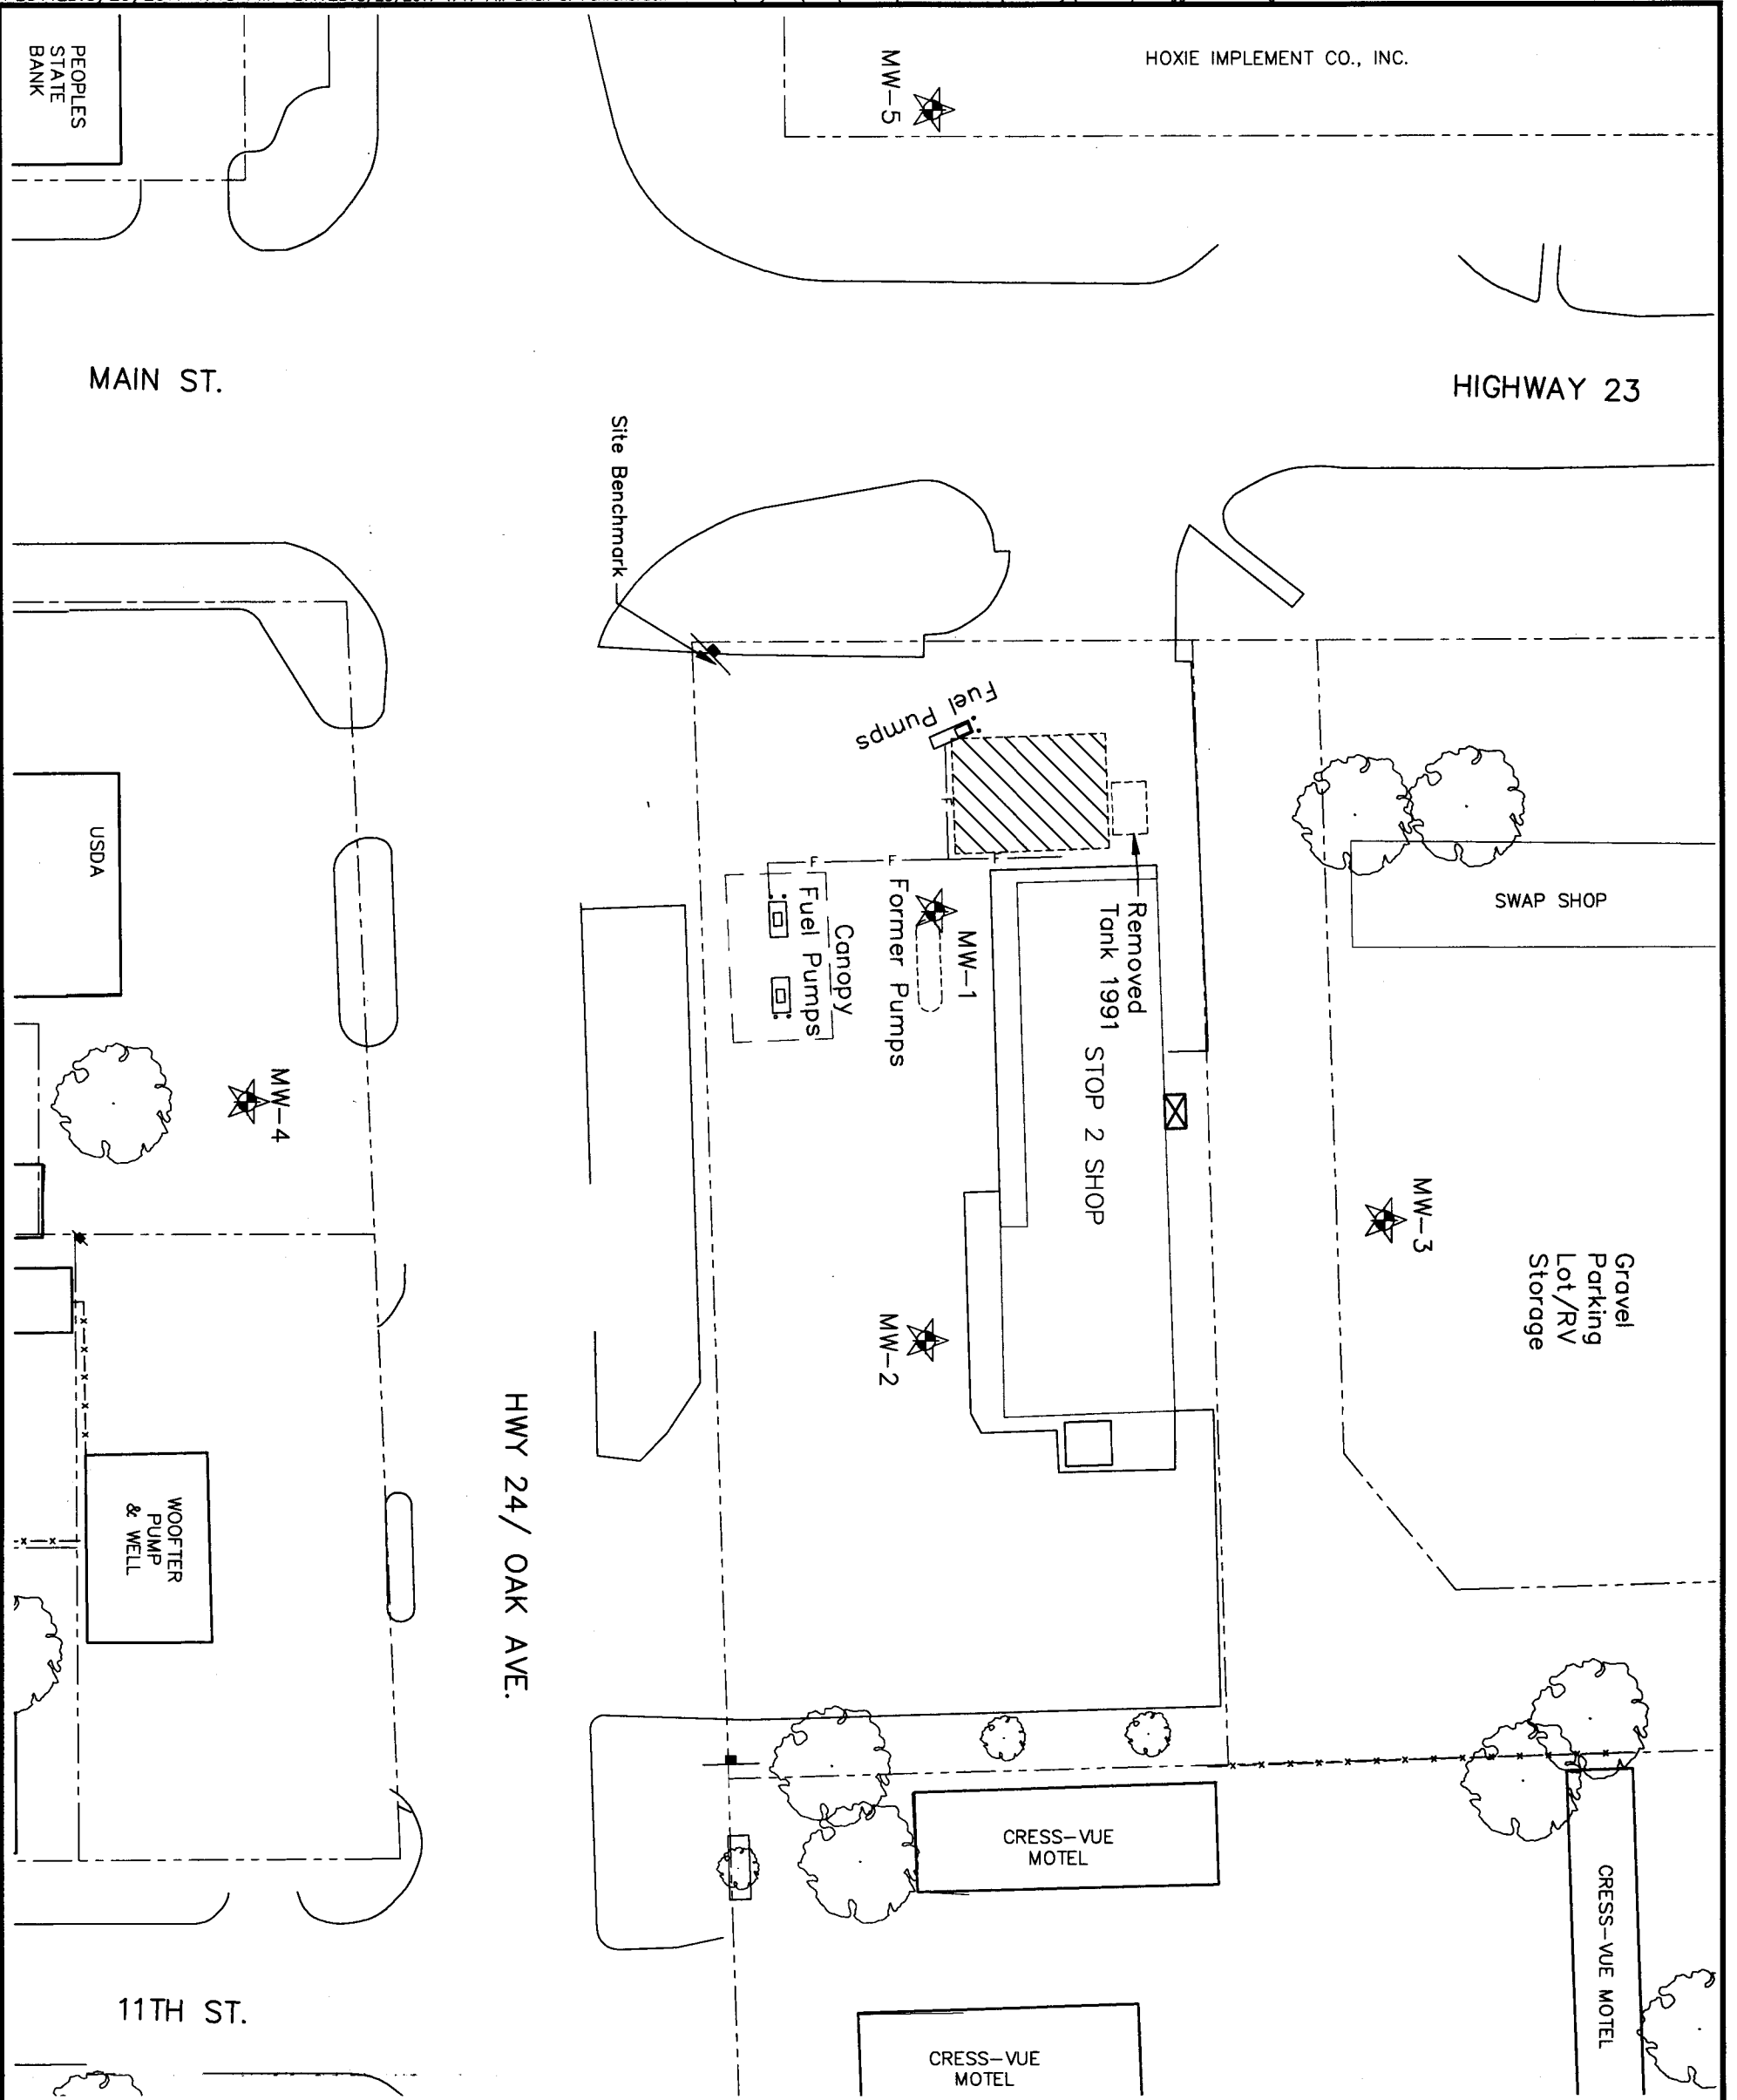 HOXIE IMPLEMENT CO., INC.
PEOPLES
STATE
BANK
MW-5
MAIN ST.
HIGHWAY 23
Site Benchmark
Fuel Pumps
SWAP SHOP
USDA
Removed
Tank 1991
MW-1
Former Pumps
Canopy
Fuel Pumps
F
F
F
F
STOP 2 SHOP
MW-4
MW-3
Gravel
Parking
Lot/RV
Storage
MW-2
HWY 24/ OAK AVE.
WOOFTER
PUMP
& WELL
CRESS-VUE
MOTEL
CRESS-VUE MOTEL
11TH ST.
CRESS-VUE
MOTEL